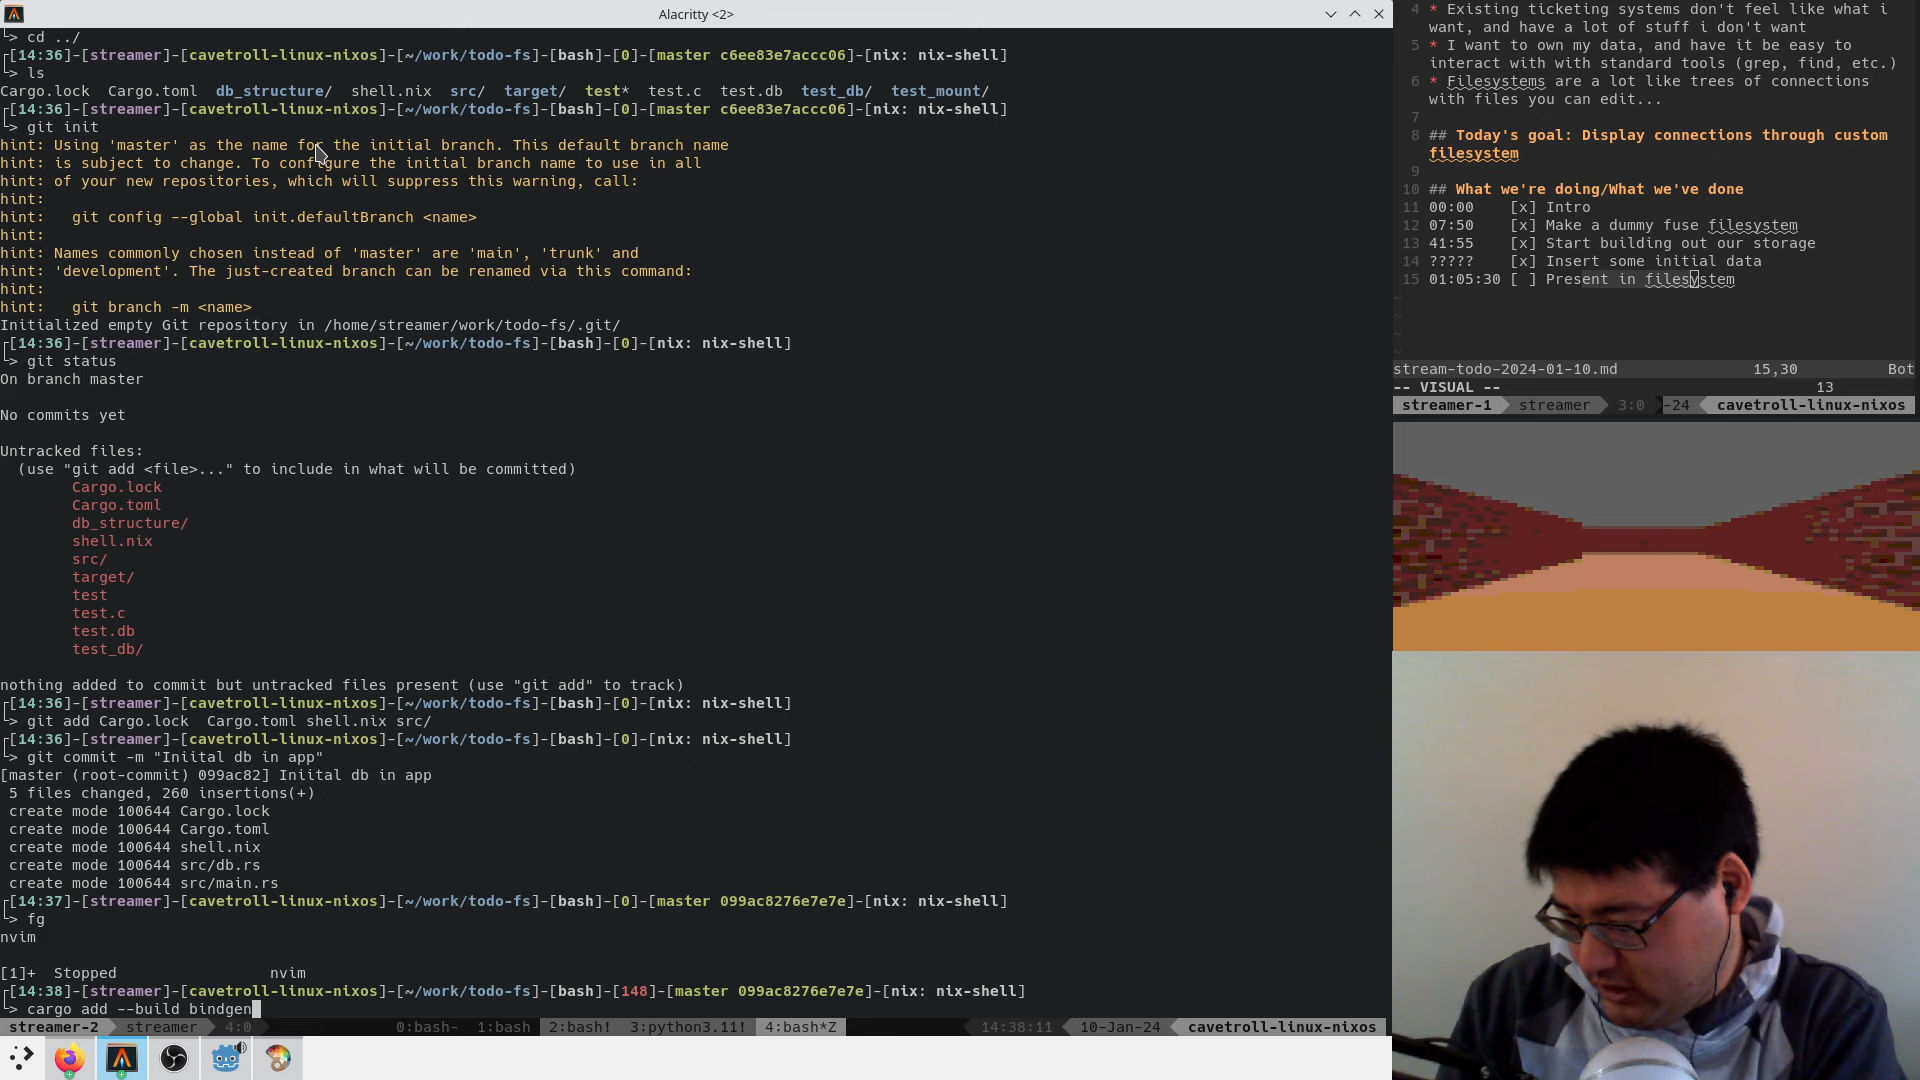 Alacritty <2>
└> cd ../
┌[14:36]-[streamer]-[cavetroll-linux-nixos]-[~/work/todo-fs]-[bash]-[0]-[master c6ee83e7accc06]-[nix: nix-shell]
└> ls
Cargo.lock  Cargo.toml  db_structure/  shell.nix  src/  target/  test*  test.c  test.db  test_db/  test_mount/
┌[14:36]-[streamer]-[cavetroll-linux-nixos]-[~/work/todo-fs]-[bash]-[0]-[master c6ee83e7accc06]-[nix: nix-shell]
└> git init
hint: Using 'master' as the name for the initial branch. This default branch name
hint: is subject to change. To configure the initial branch name to use in all
hint: of your new repositories, which will suppress this warning, call:
hint:
hint:   git config --global init.defaultBranch <name>
hint:
hint: Names commonly chosen instead of 'master' are 'main', 'trunk' and
hint: 'development'. The just-created branch can be renamed via this command:
hint:
hint:   git branch -m <name>
Initialized empty Git repository in /home/streamer/work/todo-fs/.git/
┌[14:36]-[streamer]-[cavetroll-linux-nixos]-[~/work/todo-fs]-[bash]-[0]-[nix: nix-shell]
└> git status
On branch master
No commits yet
Untracked files:
  (use "git add <file>..." to include in what will be committed)
        Cargo.lock
        Cargo.toml
        db_structure/
        shell.nix
        src/
        target/
        test
        test.c
        test.db
        test_db/
nothing added to commit but untracked files present (use "git add" to track)
┌[14:36]-[streamer]-[cavetroll-linux-nixos]-[~/work/todo-fs]-[bash]-[0]-[nix: nix-shell]
└> git add Cargo.lock  Cargo.toml shell.nix src/
┌[14:36]-[streamer]-[cavetroll-linux-nixos]-[~/work/todo-fs]-[bash]-[0]-[nix: nix-shell]
└> git commit -m "Iniital db in app"
[master (root-commit) 099ac82] Iniital db in app
 5 files changed, 260 insertions(+)
 create mode 100644 Cargo.lock
 create mode 100644 Cargo.toml
 create mode 100644 shell.nix
 create mode 100644 src/db.rs
 create mode 100644 src/main.rs
┌[14:37]-[streamer]-[cavetroll-linux-nixos]-[~/work/todo-fs]-[bash]-[0]-[master 099ac8276e7e7e]-[nix: nix-shell]
└> fg
nvim
[1]+  Stopped                 nvim
┌[14:38]-[streamer]-[cavetroll-linux-nixos]-[~/work/todo-fs]-[bash]-[148]-[master 099ac8276e7e7e]-[nix: nix-shell]
└> cargo add --build bindgen
streamer-2  streamer  4:0  0:bash-  1:bash  2:bash!  3:python3.11!  4:bash*Z  14:38:11  10-Jan-24  cavetroll-linux-nixos
4 * Existing ticketing systems don't feel like what i
want, and have a lot of stuff i don't want
5 * I want to own my data, and have it be easy to
interact with with standard tools (grep, find, etc.)
6 * Filesystems are a lot like trees of connections
with files you can edit...
7
8 ## Today's goal: Display connections through custom
filesystem
9
10 ## What we're doing/What we've done
11 00:00    [x] Intro
12 07:50    [x] Make a dummy fuse filesystem
13 41:55    [x] Start building out our storage
14 ?????    [x] Insert some initial data
15 01:05:30 [ ] Present in filesystem
~
~
~
~
stream-todo-2024-01-10.md  15,30  Bot
-- VISUAL --  13
streamer-1  streamer  3:0  -24  cavetroll-linux-nixos